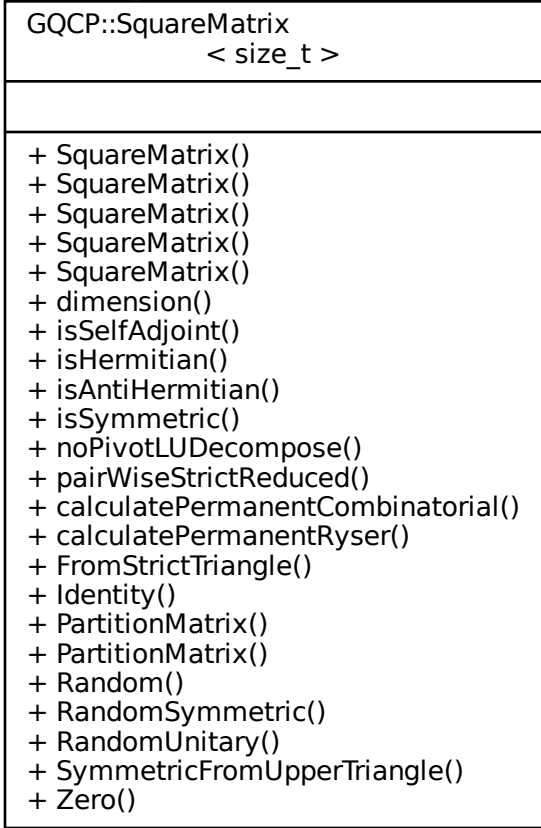 GQCP::SquareMatrix
< size_t >
+ SquareMatrix()
+ SquareMatrix()
+ SquareMatrix()
+ SquareMatrix()
+ SquareMatrix()
+ dimension()
+ isSelfAdjoint()
+ isHermitian()
+ isAntiHermitian()
+ isSymmetric()
+ noPivotLUDecompose()
+ pairWiseStrictReduced()
+ calculatePermanentCombinatorial()
+ calculatePermanentRyser()
+ FromStrictTriangle()
+ Identity()
+ PartitionMatrix()
+ PartitionMatrix()
+ Random()
+ RandomSymmetric()
+ RandomUnitary()
+ SymmetricFromUpperTriangle()
+ Zero()